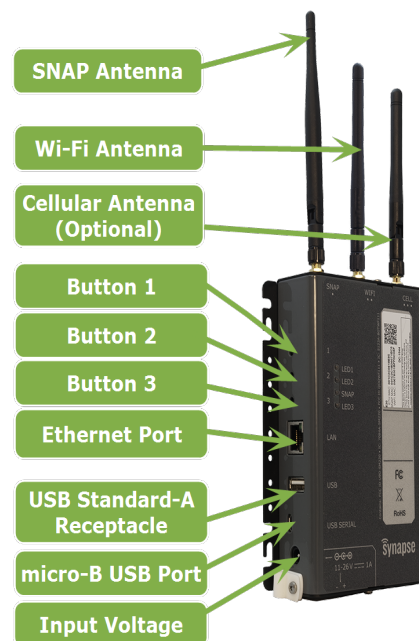 SNAP Antenna
Wi-Fi Antenna
Cellular Antenna
(Optional)
Button 1
Button 2
Button 3
Ethernet Port
USB Standard-A
Receptacle
micro-B USB Port
Input Voltage
SNAP
WIFI
CELL
1
2
3
LED1
LED2
SNAP
LED3
LAN
USB
USB SERIAL
11-26V
1A
FC
RoHS
synapse